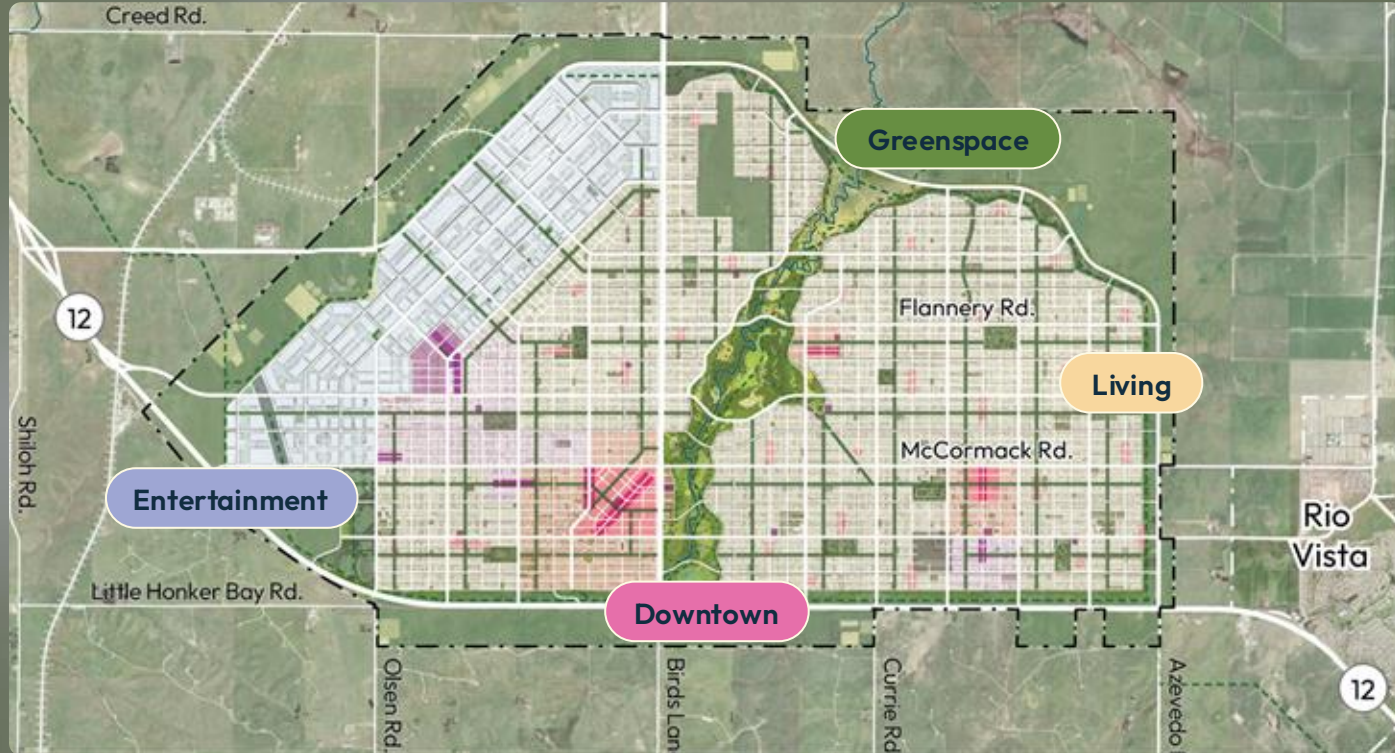 Creed Rd.
Greenspace
12
Flannery Rd.
Living
Shiloh Rd.
McCormack Rd.
Entertainment
Rio
Vista
Little Honker Bay Rd.
Downtown
Olsen Rd.
Birds Lan
Currie Rd
Azevedo
12